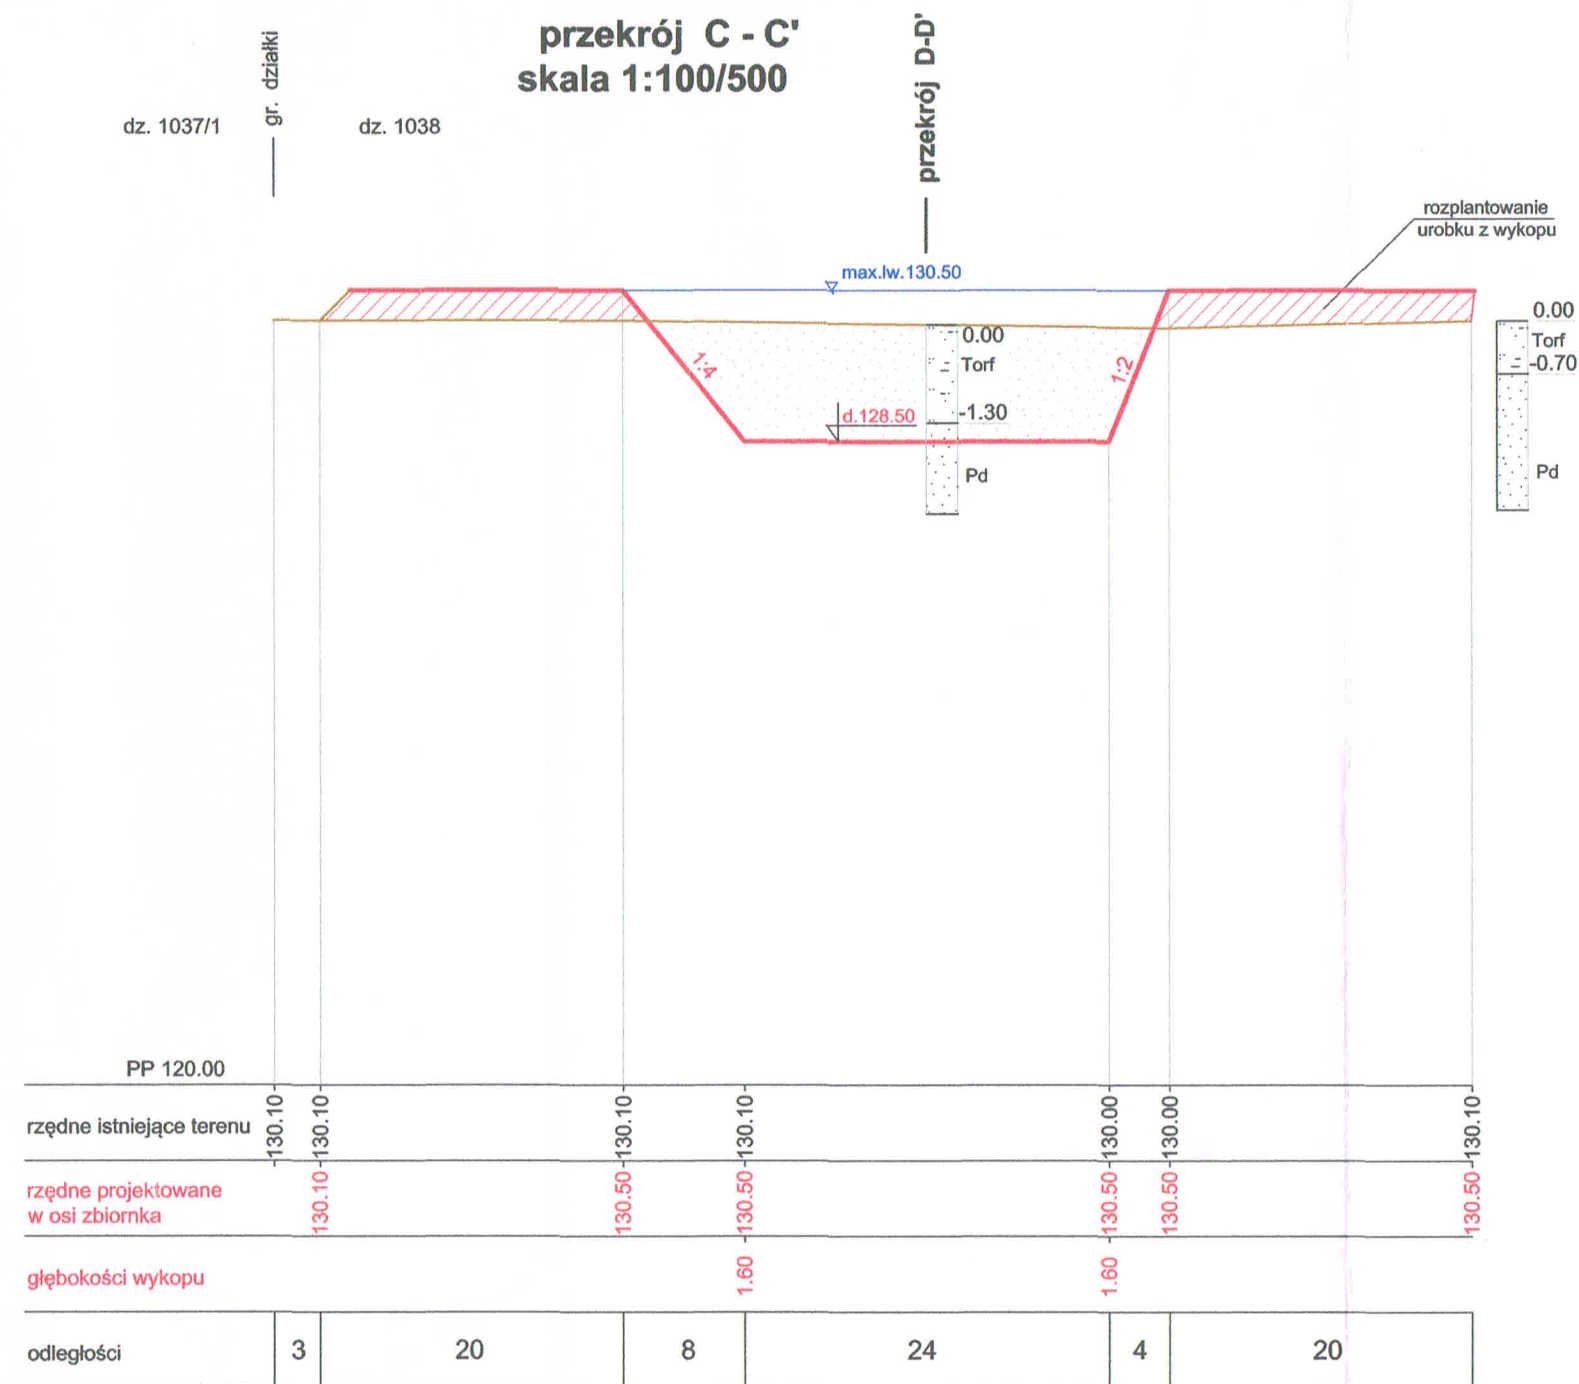 przekrój C - C'
skala 1:100/500
gr. działki
dz. 1037/1
dz. 1038
przekrój D-D'
rozplantowanie
urobku z wykopu
max.lw.130.50
0.00
Torf
-0.70
Pd
0.00
Torf
-1.30
Pd
1:4
1:2
d.128.50
PP 120.00
rzędne istniejące terenu
130.10
130.10
130.10
130.10
130.00
130.00
130.10
rzędne projektowane
w osi zbiornka
130.10
130.50
130.50
130.50
130.50
130.50
głębokości wykopu
1.60
1.60
odległości
3
20
8
24
4
20